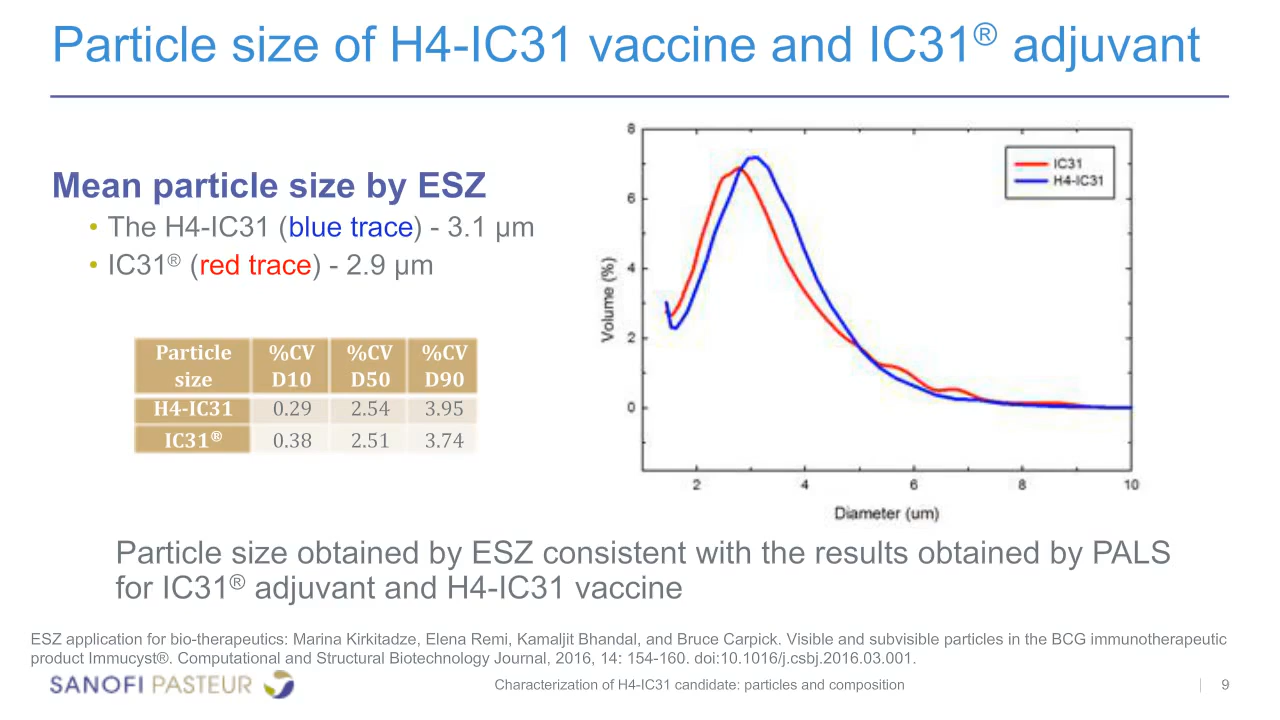 Particle size of H4-IC31 vaccine and IC31® adjuvant
Mean particle size by ESZ
• The H4-IC31 (blue trace) - 3.1 µm
• IC31® (red trace) - 2.9 µm
Particle size %CV D10 %CV D50 %CV D90
H4-IC31 0.29 2.54 3.95
IC31® 0.38 2.51 3.74
8
6
4
2
0
Volume (%)
IC31
H4-IC31
2 4 6 8 10
Diameter (um)
Particle size obtained by ESZ consistent with the results obtained by PALS
for IC31® adjuvant and H4-IC31 vaccine
ESZ application for bio-therapeutics: Marina Kirkitadze, Elena Remi, Kamaljit Bhandal, and Bruce Carpick. Visible and subvisible particles in the BCG immunotherapeutic
product Immucyst®. Computational and Structural Biotechnology Journal, 2016, 14: 154-160. doi:10.1016/j.csbj.2016.03.001.
SANOFI PASTEUR
Characterization of H4-IC31 candidate: particles and composition
| 9